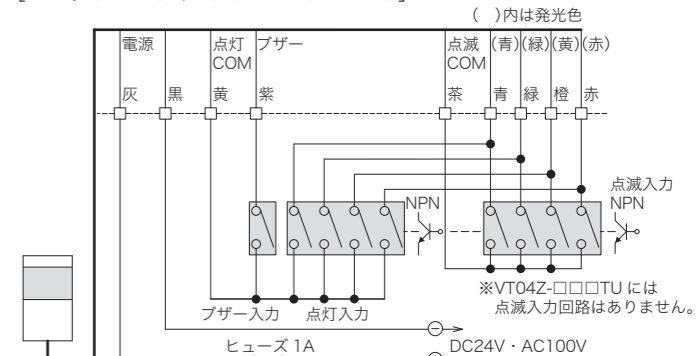 ( )内は発光色
電源 点灯 ブザー 点滅 (青)(緑)(黄)(赤)
COM COM
灰 黒 黄 紫 茶 青 緑 橙 赤
点滅入力
NPN NPN
※VT04Z-□□□TU には
点滅入力回路はありません。
ブザー入力 点灯入力
ヒューズ 1A DC24V・AC100V